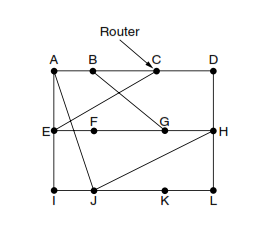 Router
A B C D
E F G H
I J K L